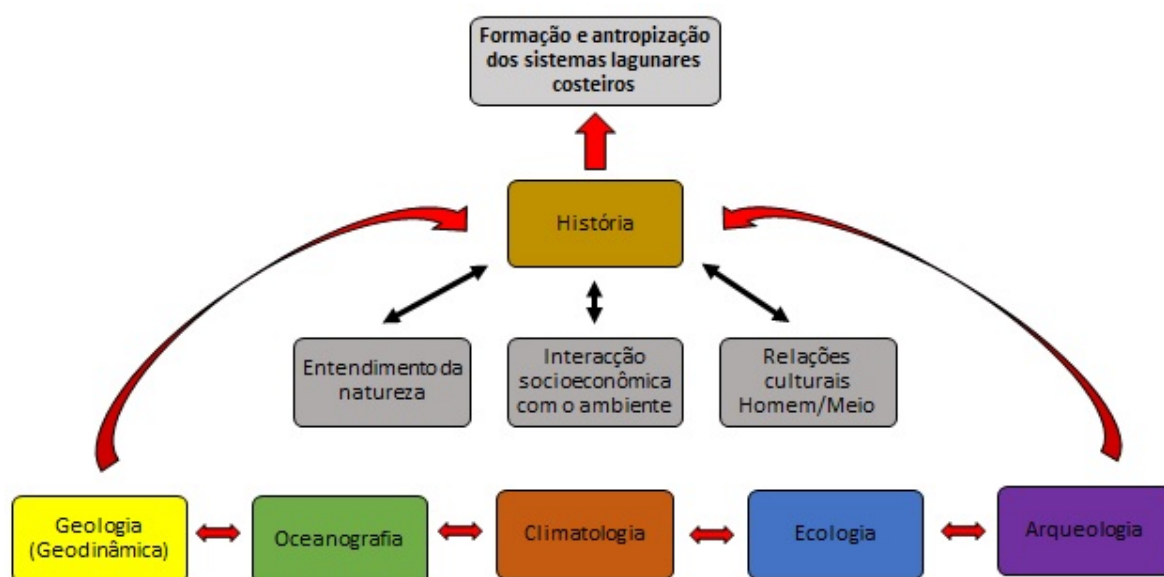 Formação e antropização
dos sistemas lagunares
costeiros
História
Entendimento da
natureza
Interacção
socioeconômica
com o ambiente
Relações
culturais
Homem/Meio
Geologia
(Geodinâmica)
Oceanografia
Climatologia
Ecologia
Arqueologia